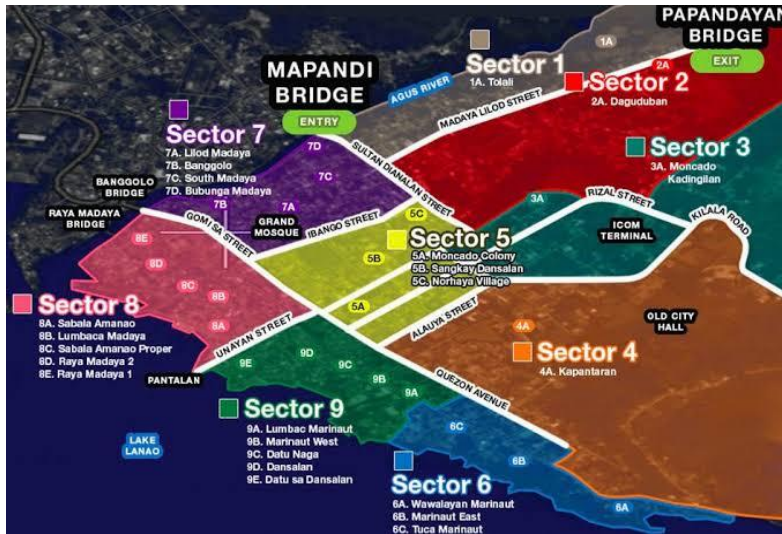 PAPANDAYAN
BRIDGE
EXIT
MAPANDI
BRIDGE
ENTRY
AGUS RIVER
1A
Sector 1
1A. Tolali
MADAYA LILOD STREET
2A
Sector 2
2A. Daguduban
Sector 3
3A. Moncado
Kadingilan
3A
RIZAL STREET
ICOM
TERMINAL
KILALA ROAD
Sector 7
7A. Lilod Madaya
7B. Banggolo
7C. South Madaya
7D. Bubunga Madaya
7D
7C
7B
7A
SULTAN DIANALAN STREET
BANGGOLO
BRIDGE
RAYA MADAYA
BRIDGE
GOMISA STREET
GRAND
MOSQUE
IBANGO STREET
5C
Sector 5
5A. Moncado Colony
5B. Sangkay Dansalan
5C. Norhaya Village
5B
5A
8E
8D
8C
8B
8A
Sector 8
8A. Sabala Amanao
8B. Lumbaca Madaya
8C. Sabala Amanao Proper
8D. Raya Madaya 2
8E. Raya Madaya 1
UNAYAN STREET
PANTALAN
ALAUYA STREET
OLD CITY
HALL
4A
Sector 4
4A. Kapantaran
QUEZON AVENUE
9E
9D
9C
9B
9A
Sector 9
9A. Lumbac Marinaut
9B. Marinaut West
9C. Datu Naga
9D. Dansalan
9E. Datu sa Dansalan
LAKE
LANAO
6C
6B
6A
Sector 6
6A. Wawalayan Marinaut
6B. Marinaut East
6C. Tuca Marinaut